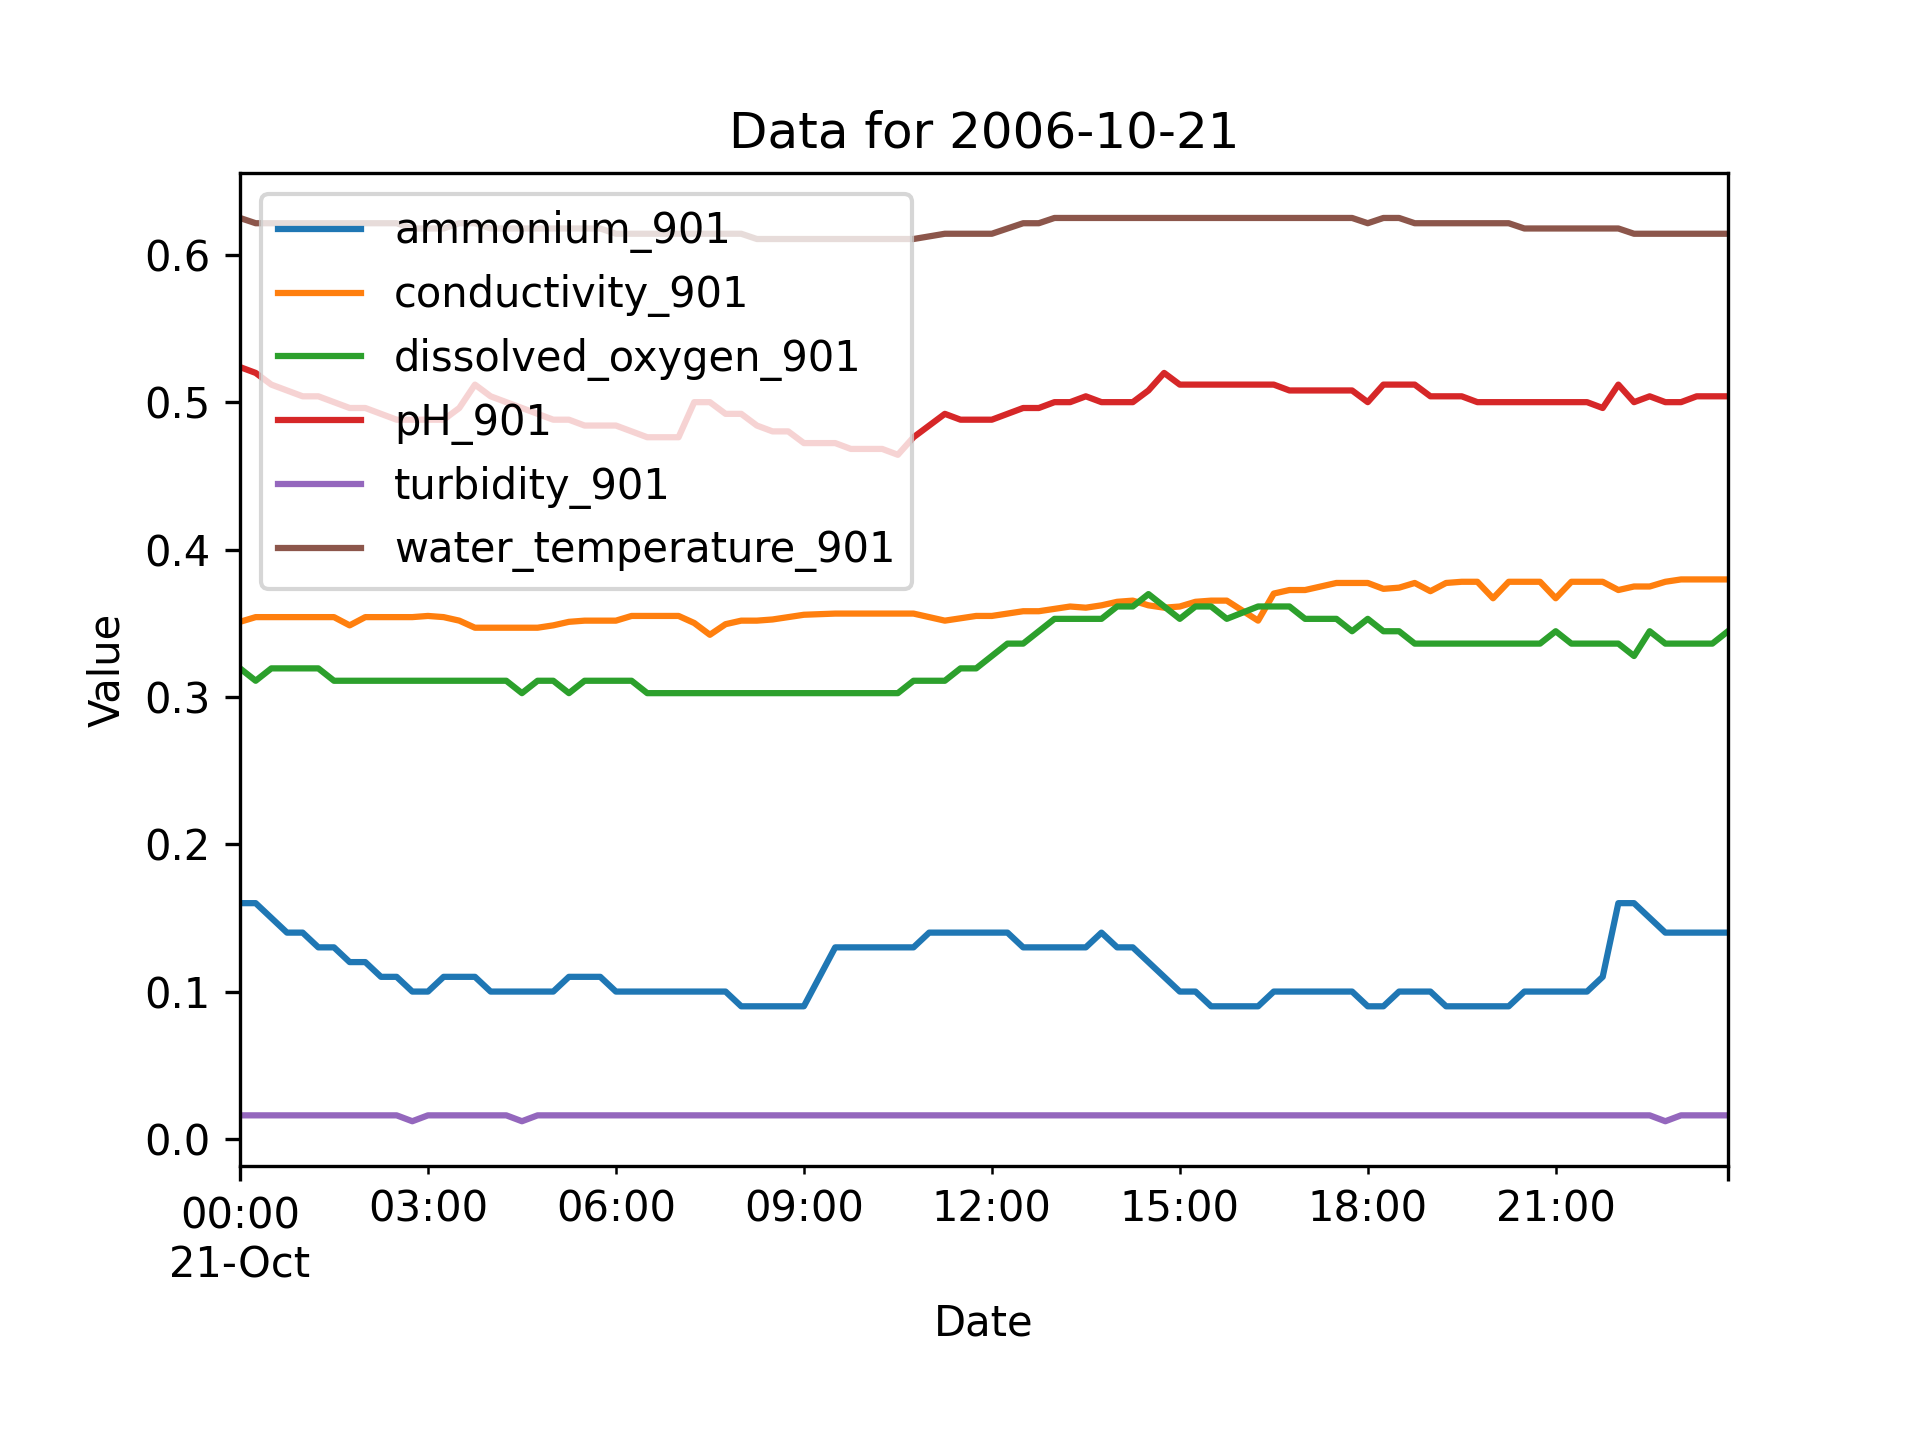 Data for 2006-10-21
ammonium_901
conductivity_901
dissolved_oxygen_901
pH_901
turbidity_901
water_temperature_901
Value
0.6
0.5
0.4
0.3
0.2
0.1
0.0
00:00 03:00 06:00 09:00 12:00 15:00 18:00 21:00
21-Oct
Date